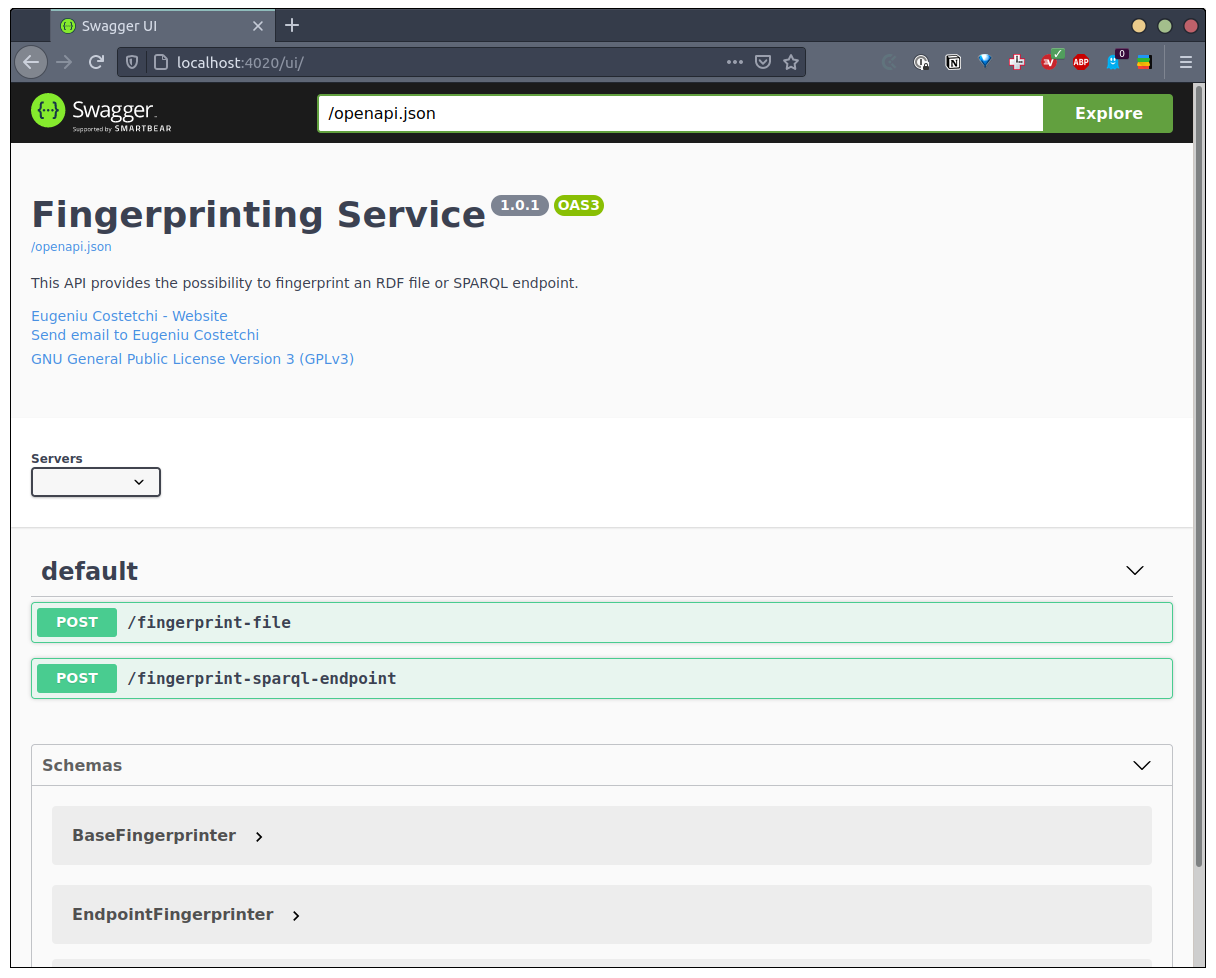 Swagger UI
localhost:4020/ui/
ABP
0
Swagger
Supported by SMARTBEAR
/openapi.json
Explore
Fingerprinting Service 1.0.1 OAS3
/openapi.json
This API provides the possibility to fingerprint an RDF file or SPARQL endpoint.
Eugeniu Costetchi - Website
Send email to Eugeniu Costetchi
GNU General Public License Version 3 (GPLv3)
Servers
default
POST /fingerprint-file
POST /fingerprint-sparql-endpoint
Schemas
BaseFingerprinter
EndpointFingerprinter